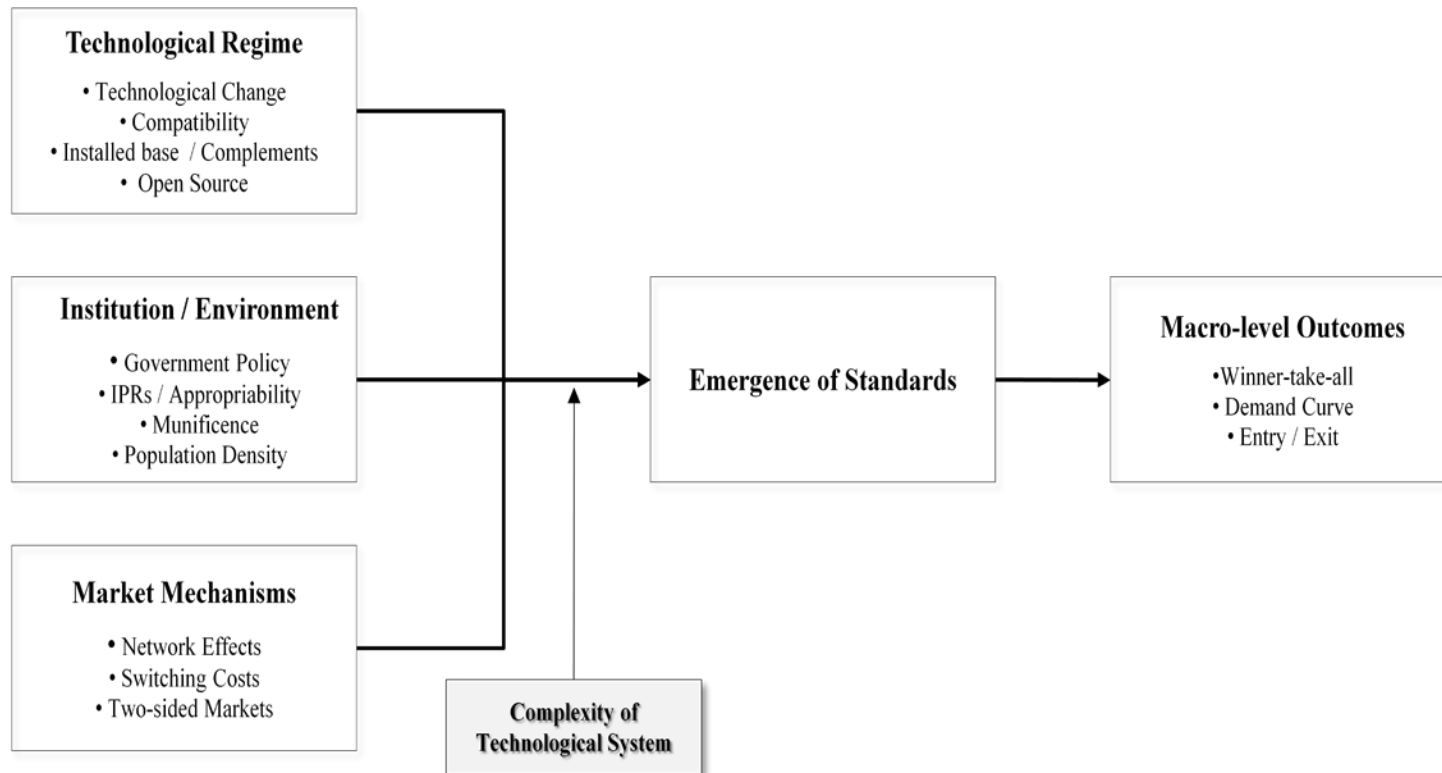 Technological Regime
• Technological Change
• Compatibility
• Installed base / Complements
• Open Source
Institution / Environment
• Government Policy
• IPRs / Appropriability
• Munificence
• Population Density
Market Mechanisms
• Network Effects
• Switching Costs
• Two-sided Markets
Complexity of
Technological System
Emergence of Standards
Macro-level Outcomes
•Winner-take-all
• Demand Curve
• Entry / Exit